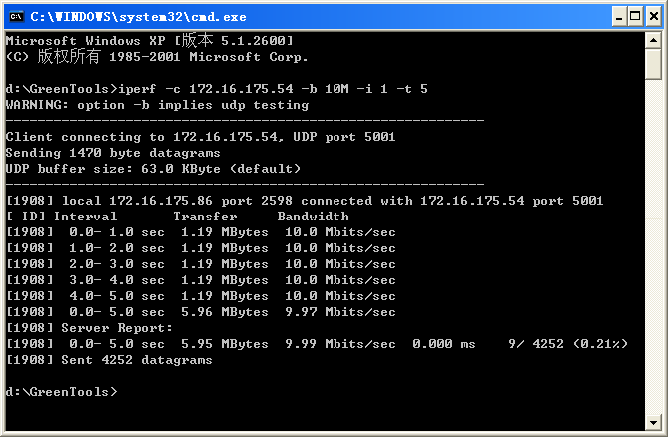 C:\WINDOWS\system32\cmd.exe
Microsoft Windows XP [版本 5.1.2600]
(C) 版权所有 1985-2001 Microsoft Corp.
d:\GreenTools>iperf -c 172.16.175.54 -b 10M -i 1 -t 5
WARNING: option -b implies udp testing
------------------------------------------------------------
Client connecting to 172.16.175.54, UDP port 5001
Sending 1470 byte datagrams
UDP buffer size: 63.0 KByte (default)
------------------------------------------------------------
[1908] local 172.16.175.86 port 2598 connected with 172.16.175.54 port 5001
[ ID] Interval       Transfer     Bandwidth
[1908]  0.0- 1.0 sec  1.19 MBytes  10.0 Mbits/sec
[1908]  1.0- 2.0 sec  1.19 MBytes  10.0 Mbits/sec
[1908]  2.0- 3.0 sec  1.19 MBytes  10.0 Mbits/sec
[1908]  3.0- 4.0 sec  1.19 MBytes  10.0 Mbits/sec
[1908]  4.0- 5.0 sec  1.19 MBytes  10.0 Mbits/sec
[1908]  0.0- 5.0 sec  5.96 MBytes  9.97 Mbits/sec
[1908] Server Report:
[1908]  0.0- 5.0 sec  5.95 MBytes  9.99 Mbits/sec  0.000 ms    9/ 4252 (0.21%)
[1908] Sent 4252 datagrams
d:\GreenTools>